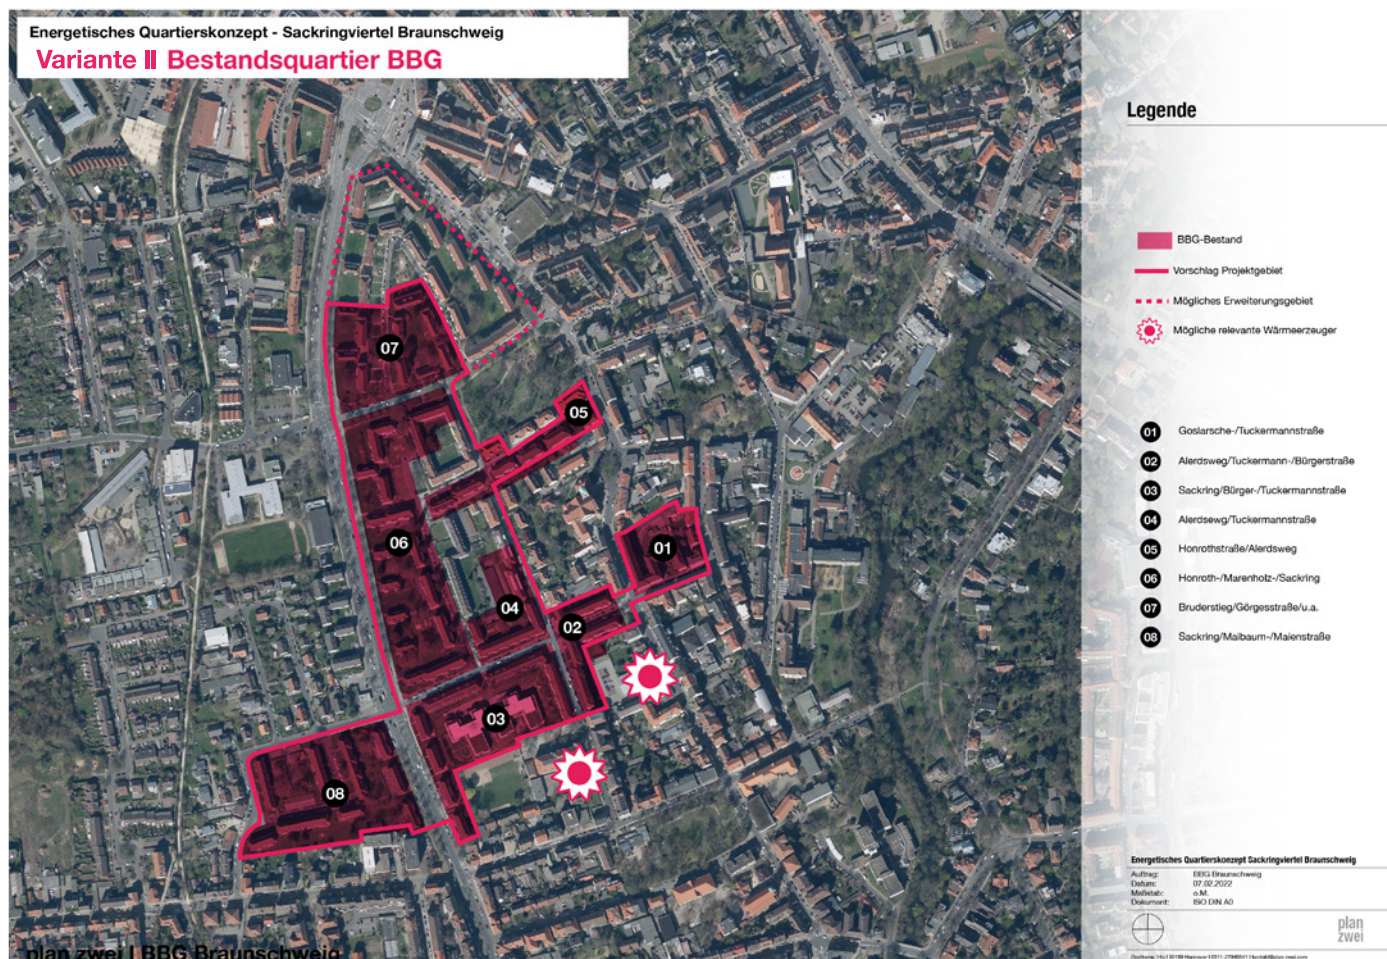 Energetisches Quartierskonzept - Sackringviertel Braunschweig
Variante II Bestandsquartier BBG
Legende
BBG-Bestand
Vorschlag Projektgebiet
Mögliches Erweiterungsgebiet
Mögliche relevante Wärmeerzeuger
01 Goslarsche-/Tuckermannstraße
02 Alerdsweg/Tuckermann-/Bürgerstraße
03 Sackring/Bürger-/Tuckermannstraße
04 Alerdsewg/Tuckermannstraße
05 Honrothstraße/Alerdsweg
06 Honroth-/Marenholz-/Sackring
07 Bruderstieg/Görgesstraße/u.a.
08 Sackring/Maibaum-/Maienstraße
07
05
06
01
04
02
03
08
Energetisches Quartierskonzept Sackringviertel Braunschweig
Auftrag: BBG Braunschweig
Datum: 07.02.2022
Maßstab: o.M.
Dokument: ISO DIN A0
plan
zwei
plan zwei | BBG Braunschweig